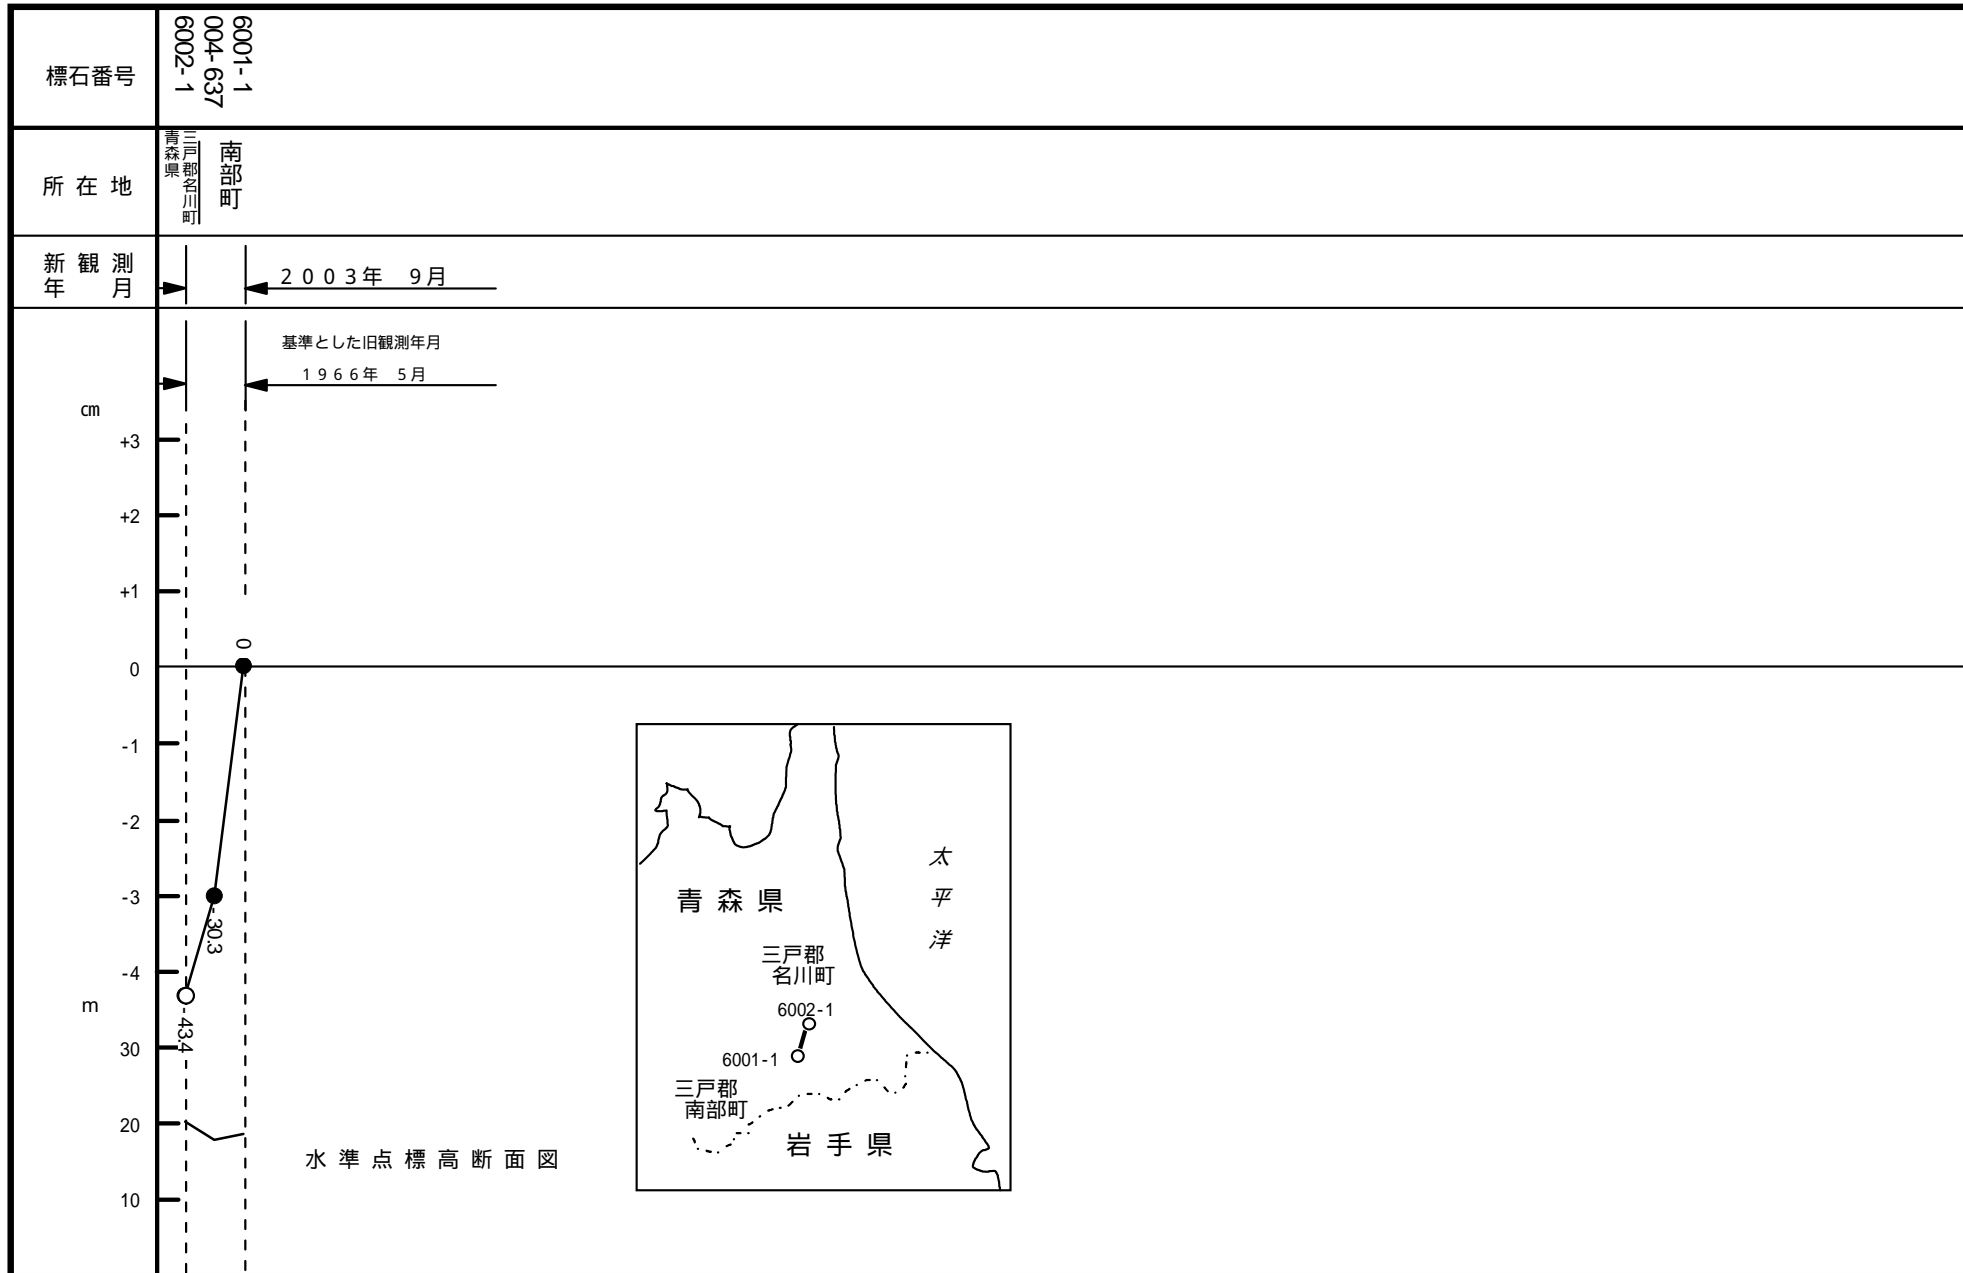 標石番号
6002-1
004-637
6001-1
所在地
青森県
三戸郡名川町
南部町
新観測
年 月
2003年 9月
基準とした旧観測年月
1966年 5月
cm
+3
+2
+1
0
-1
-2
-3
-4
0
-30.3
-43.4
m
30
20
10
水準点標高断面図
青森県
太平洋
三戸郡
名川町
6002-1
6001-1
三戸郡
南部町
岩手県